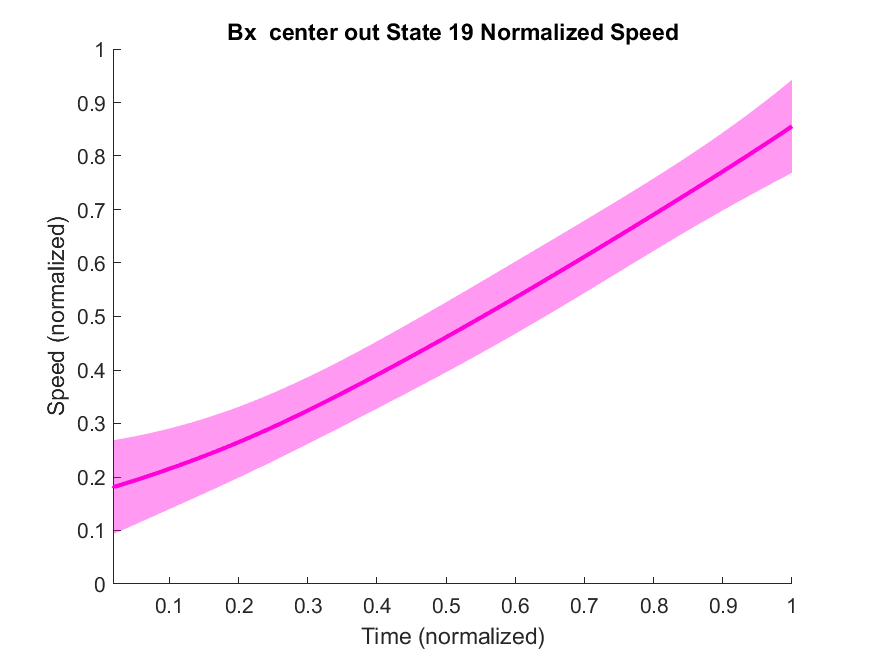 Bx  center out State 19 Normalized Speed
1
0.9
0.8
0.7
0.6
0.5
0.4
0.3
0.2
0.1
0
Speed (normalized)
0.1 0.2 0.3 0.4 0.5 0.6 0.7 0.8 0.9 1
Time (normalized)